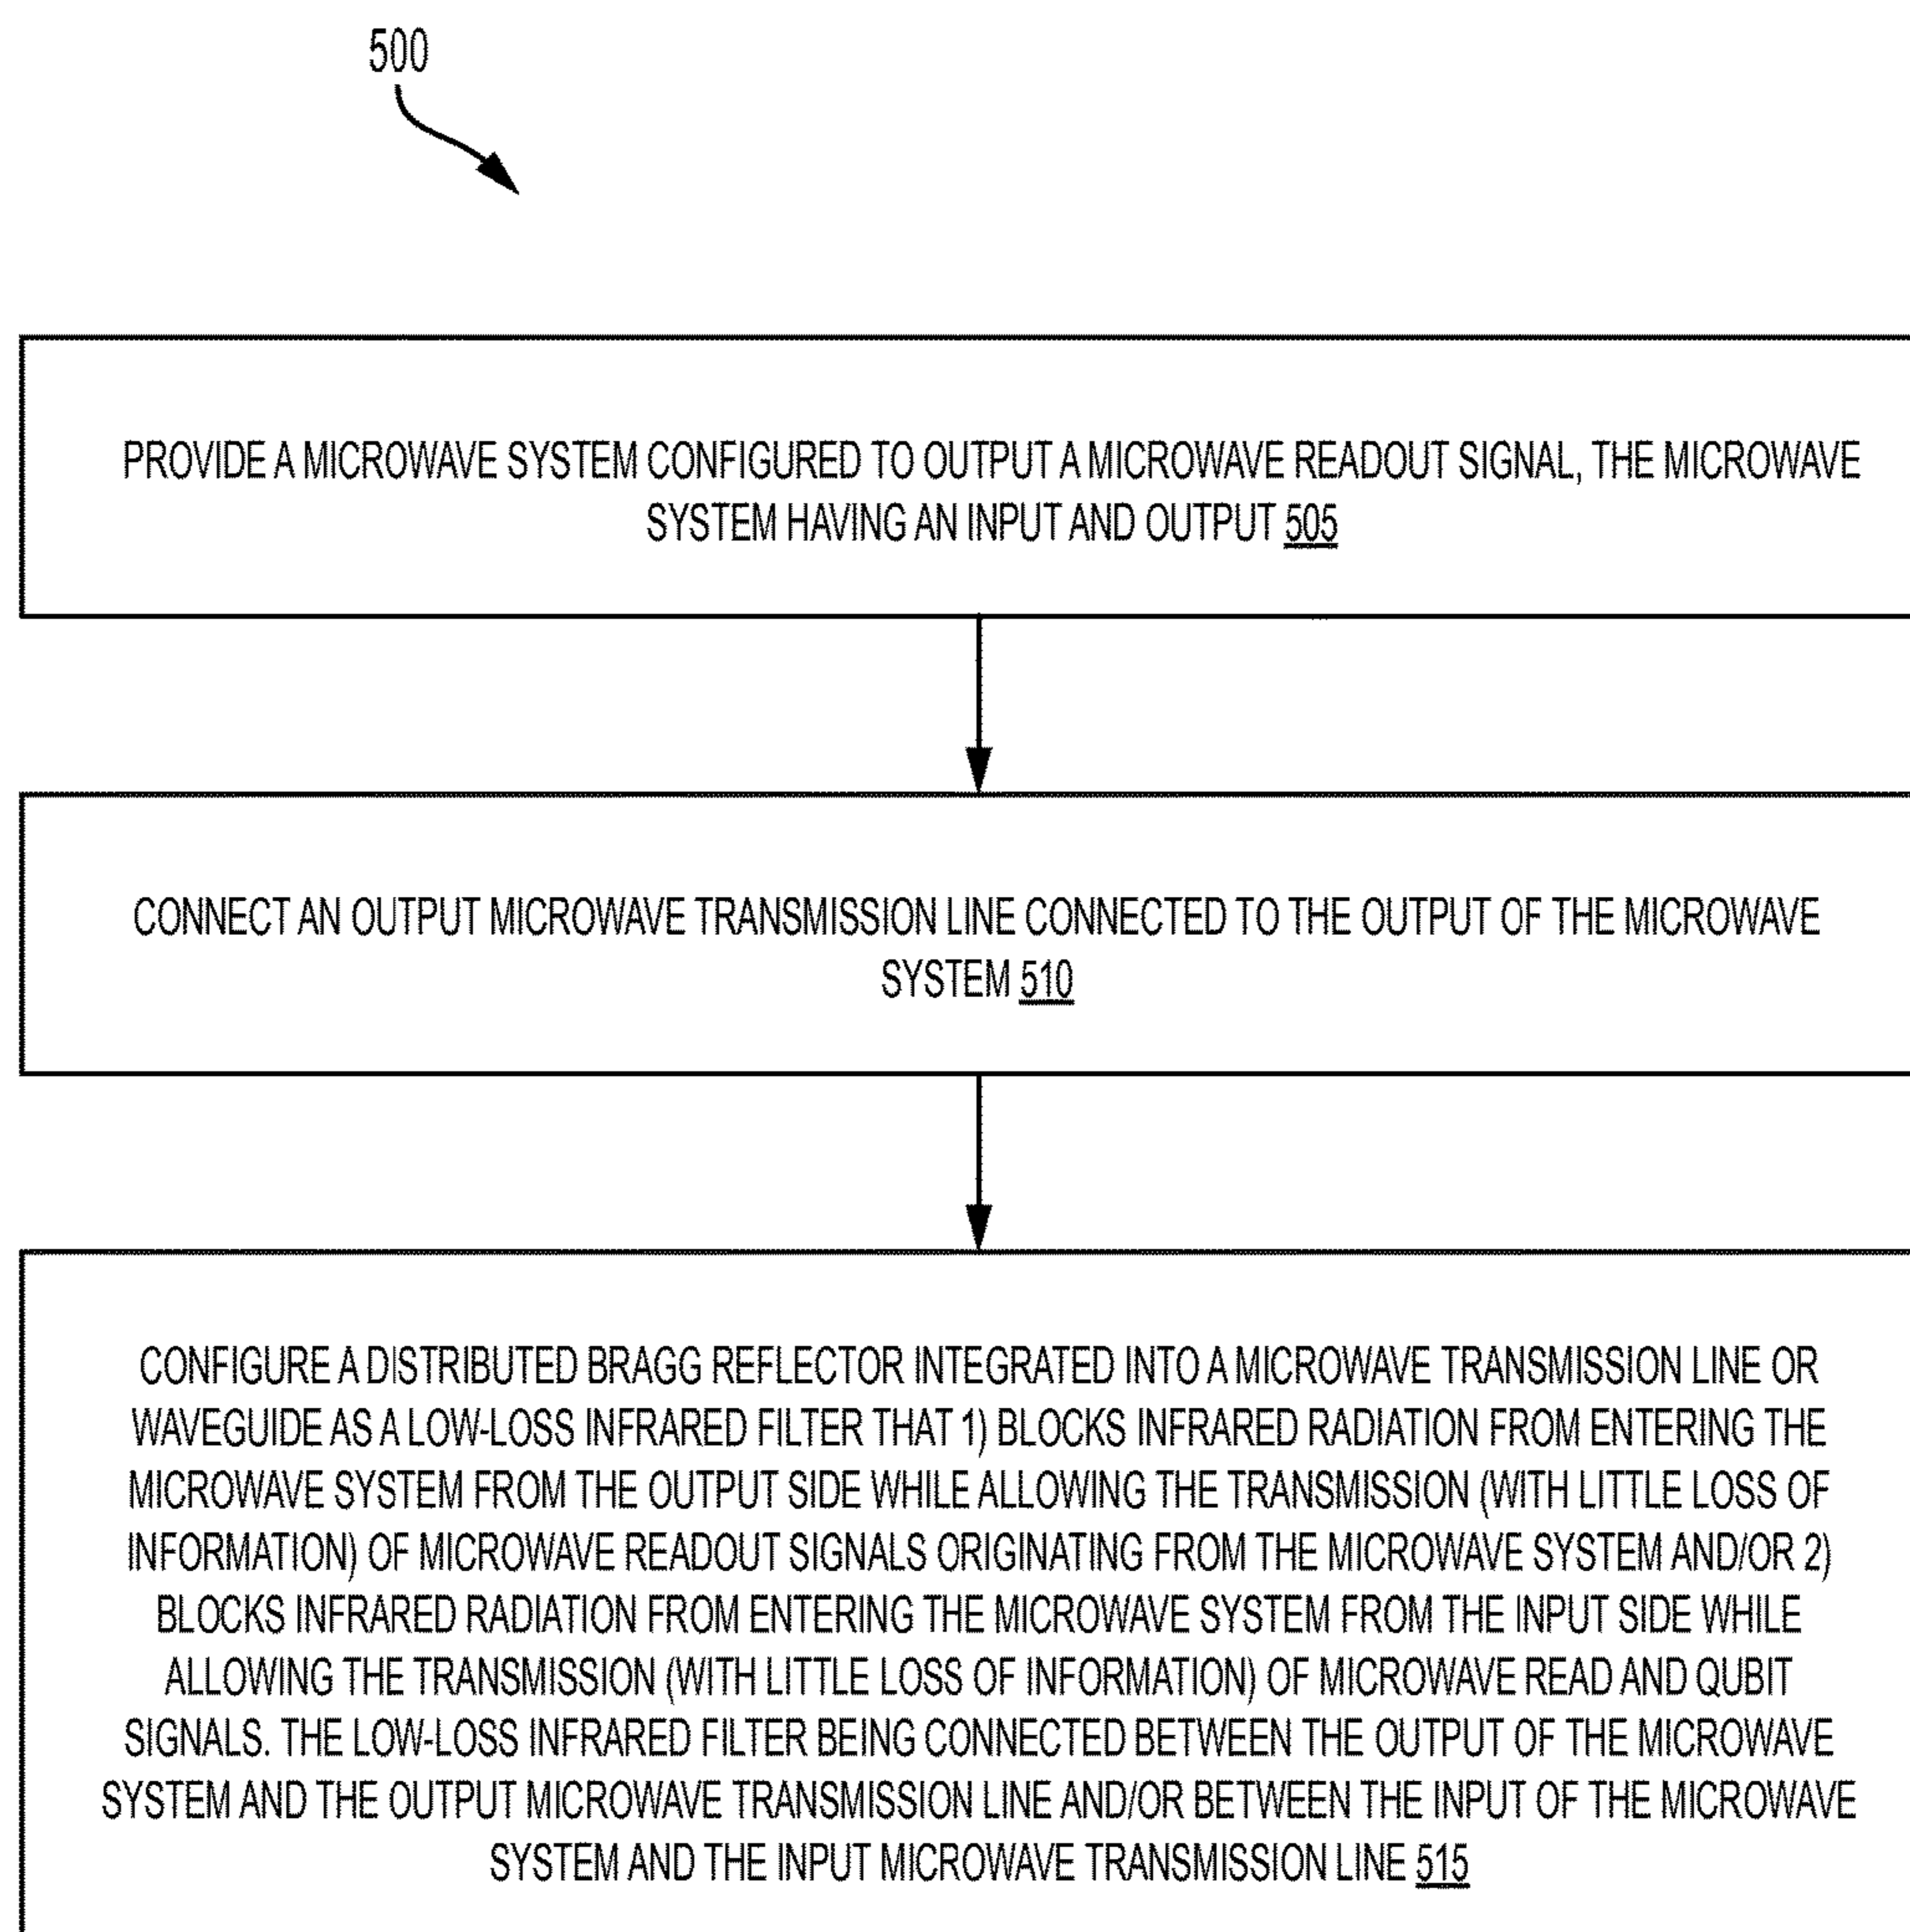 500
PROVIDE A MICROWAVE SYSTEM CONFIGURED TO OUTPUT A MICROWAVE READOUT SIGNAL, THE MICROWAVE
SYSTEM HAVING AN INPUT AND OUTPUT 505
CONNECT AN OUTPUT MICROWAVE TRANSMISSION LINE CONNECTED TO THE OUTPUT OF THE MICROWAVE
SYSTEM 510
CONFIGURE A DISTRIBUTED BRAGG REFLECTOR INTEGRATED INTO A MICROWAVE TRANSMISSION LINE OR
WAVEGUIDE AS A LOW-LOSS INFRARED FILTER THAT 1) BLOCKS INFRARED RADIATION FROM ENTERING THE
MICROWAVE SYSTEM FROM THE OUTPUT SIDE WHILE ALLOWING THE TRANSMISSION (WITH LITTLE LOSS OF
INFORMATION) OF MICROWAVE READOUT SIGNALS ORIGINATING FROM THE MICROWAVE SYSTEM AND/OR 2)
BLOCKS INFRARED RADIATION FROM ENTERING THE MICROWAVE SYSTEM FROM THE INPUT SIDE WHILE
ALLOWING THE TRANSMISSION (WITH LITTLE LOSS OF INFORMATION) OF MICROWAVE READ AND QUBIT
SIGNALS. THE LOW-LOSS INFRARED FILTER BEING CONNECTED BETWEEN THE OUTPUT OF THE MICROWAVE
SYSTEM AND THE OUTPUT MICROWAVE TRANSMISSION LINE AND/OR BETWEEN THE INPUT OF THE MICROWAVE
SYSTEM AND THE INPUT MICROWAVE TRANSMISSION LINE 515